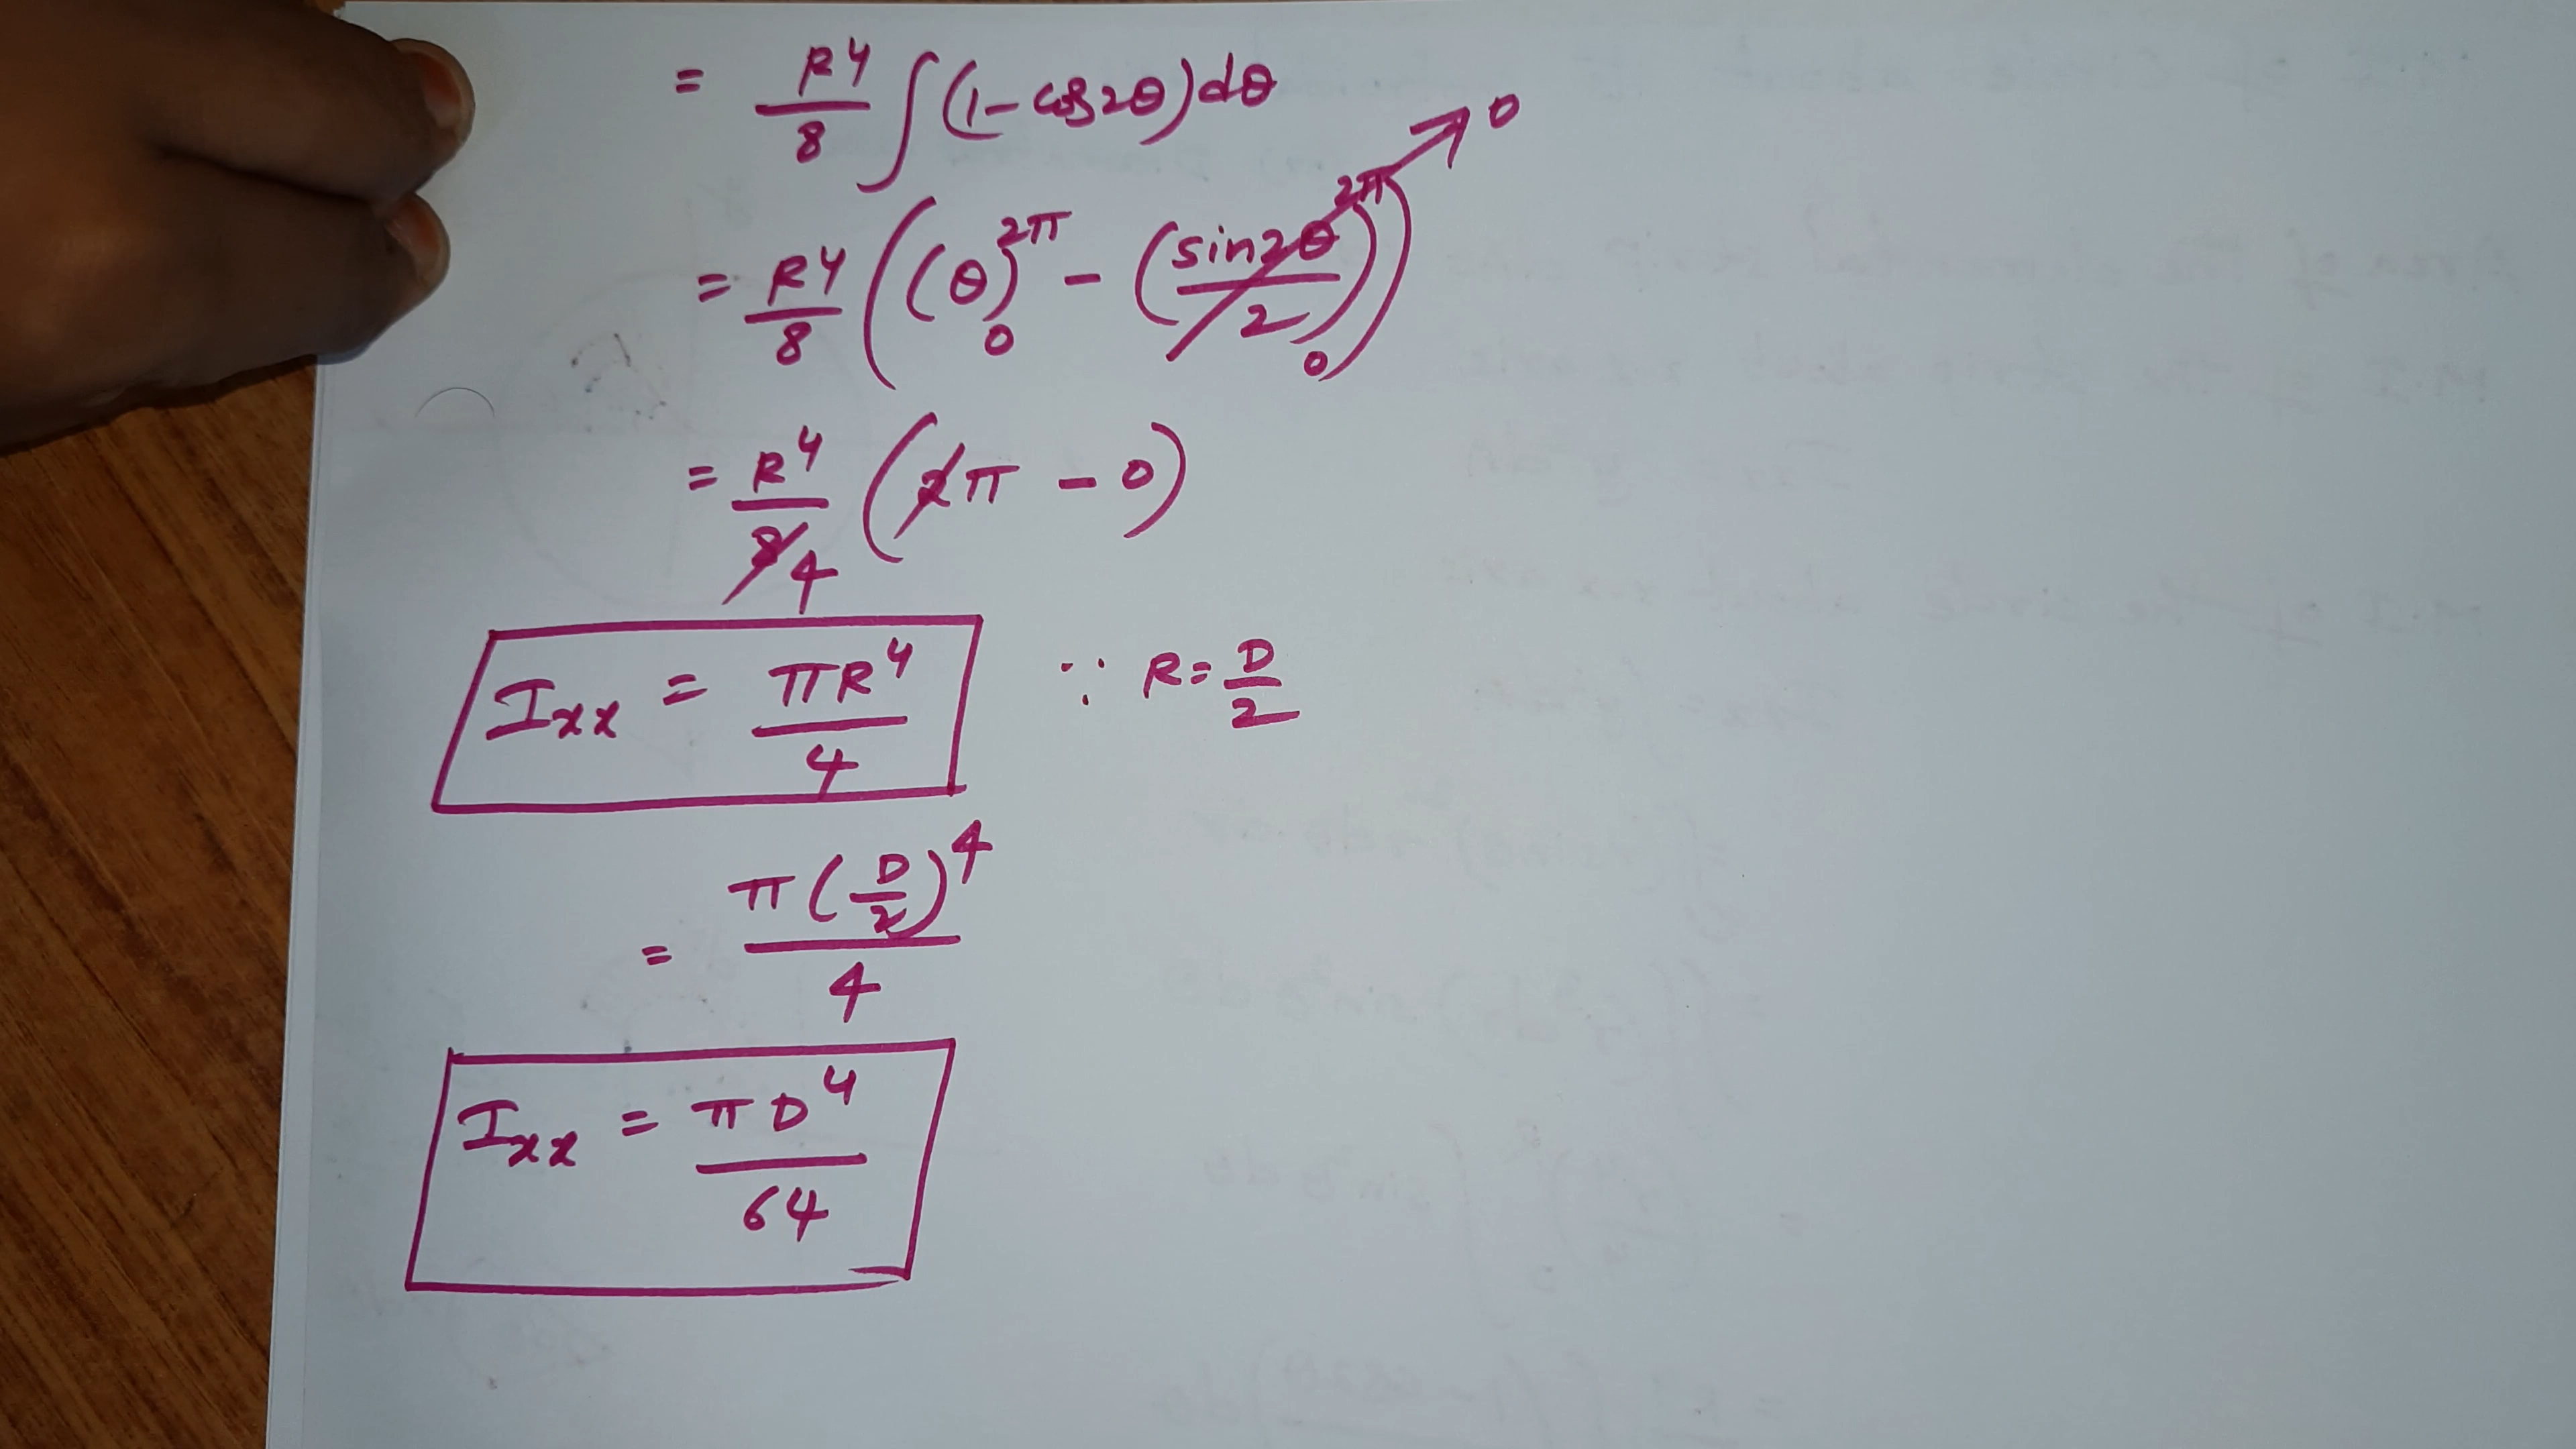 = R⁴/8 ∫(1-cos2θ)dθ
= R⁴/8 ((θ)₀^2π - (sin2θ/2)₀^2π) → 0
= R⁴/8 4 (2π - 0)
Ixx = πR⁴/4 ∵ R = D/2
= π(D/2)⁴/4
Ixx = πD⁴/64